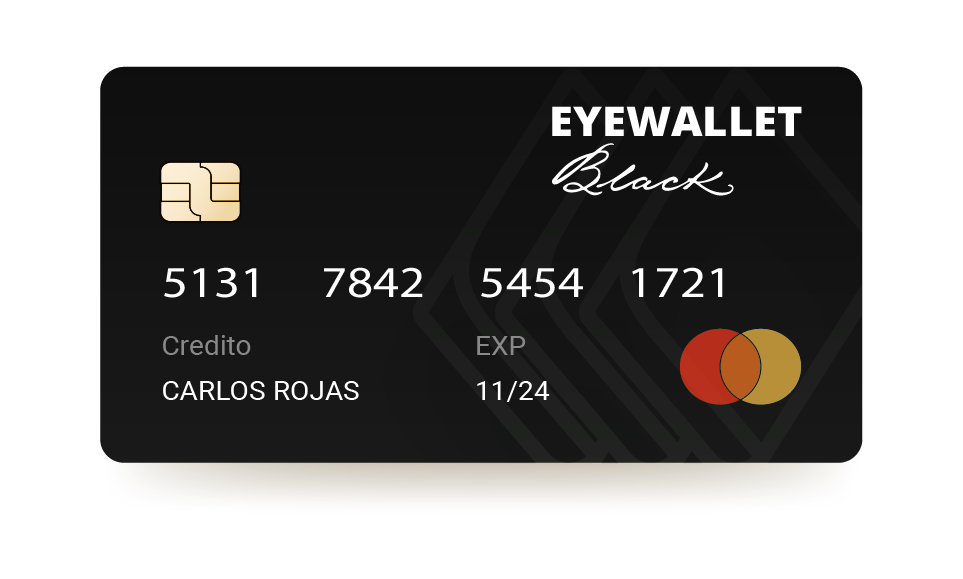 EYEWALLET
Black
5131 7842 5454 1721
Credito EXP
CARLOS ROJAS 11/24